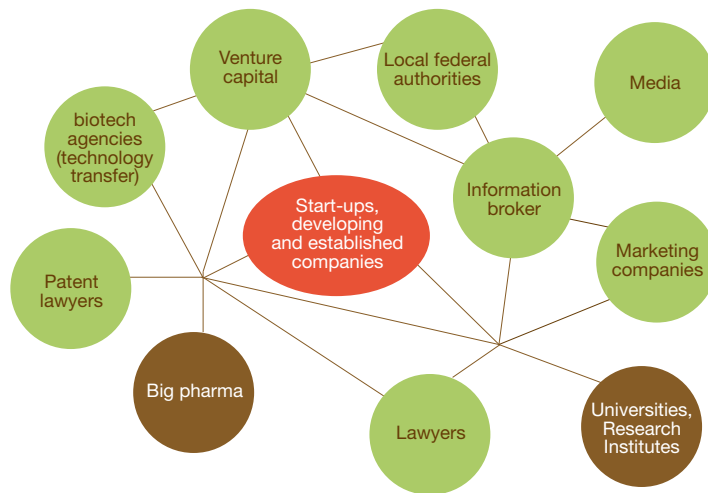 Venture
capital
Local federal
authorities
Media
biotech
agencies
(technology
transfer)
Information
broker
Start-ups,
developing
and established
companies
Marketing
companies
Patent
lawyers
Big pharma
Lawyers
Universities,
Research
Institutes